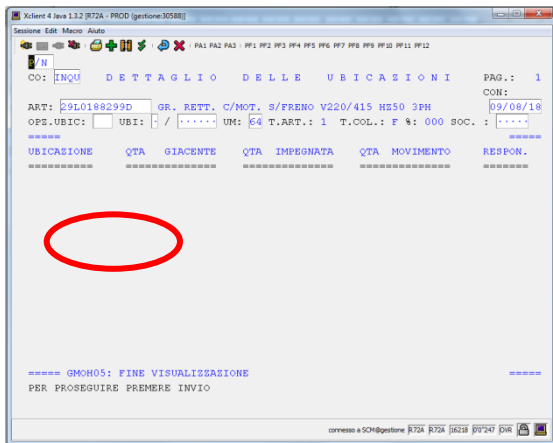 Xclient 4 Java 1.3.2 [R72A - PROD (gestione:30588)]
Sessione Edit Macro Aiuto
PA1 PA2 PA3 PF1 PF2 PF3 PF4 PF5 PF6 PF7 PF8 PF9 PF10 PF11 PF12
P/N
CO: INQU D E T T A G L I O D E L L E U B I C A Z I O N I PAG.: 1
CON:
ART: 29L0188299D GR. RETT. C/MOT. S/FRENO V220/415 HZ50 3PH 09/08/18
OPZ.UBIC: UBI: · / ······ UM: 64 T.ART.: 1 T.COL.: F %: 000 SOC. : ·····
===== =====
UBICAZIONE QTA GIACENTE QTA IMPEGNATA QTA MOVIMENTO RESPON.
========== ============== ============== ============== =======
===== GMOH05: FINE VISUALIZZAZIONE =====
PER PROSEGUIRE PREMERE INVIO
connesso a SCM@gestione R72A R72A 16218 0'0"247 OVR